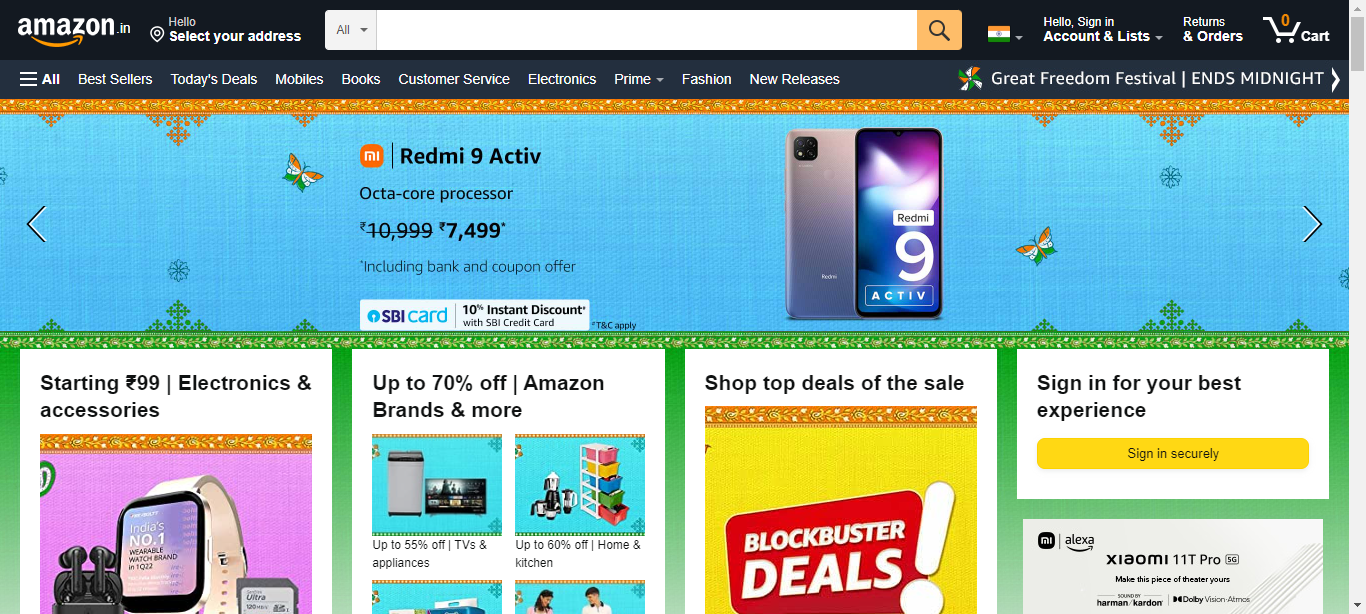 amazon.in
Hello
Select your address
All
Hello, Sign in
Account & Lists
Returns
& Orders
0
Cart
All
Best Sellers
Today's Deals
Mobiles
Books
Customer Service
Electronics
Prime
Fashion
New Releases
Great Freedom Festival | ENDS MIDNIGHT
mi | Redmi 9 Activ
Octa-core processor
₹10,999 ₹7,499*
*Including bank and coupon offer
SBI card
10% Instant Discount*
with SBI Credit Card
*T&C apply
Redmi
Redmi
9
ACTIV
Starting ₹99 | Electronics &
accessories
India's
NO.1
WEARABLE
WATCH BRAND
in 1Q22
Ultra
120 MB/s
Up to 70% off | Amazon
Brands & more
Up to 55% off | TVs &
appliances
Up to 60% off | Home &
kitchen
Shop top deals of the sale
BLOCKBUSTER
DEALS!
Sign in for your best
experience
Sign in securely
mi | alexa
xiaomi 11T Pro 5G
Make this piece of theater yours
SOUND BY
harman/kardon
Dolby Vision·Atmos